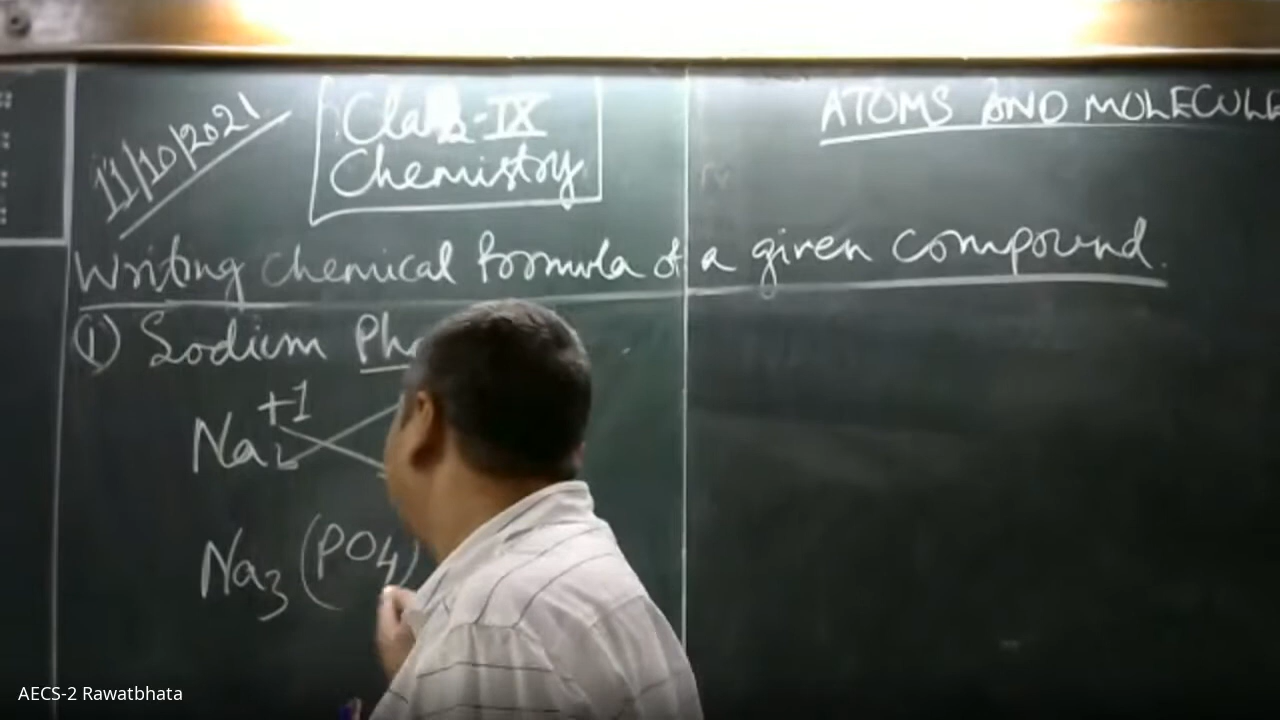 11/10/2021
Class-IX
Chemistry
ATOMS AND MOLECULE
Writing chemical formula of a given compound.
① Sodium Pho
Na +1
Na3 (PO4)
AECS-2 Rawatbhata